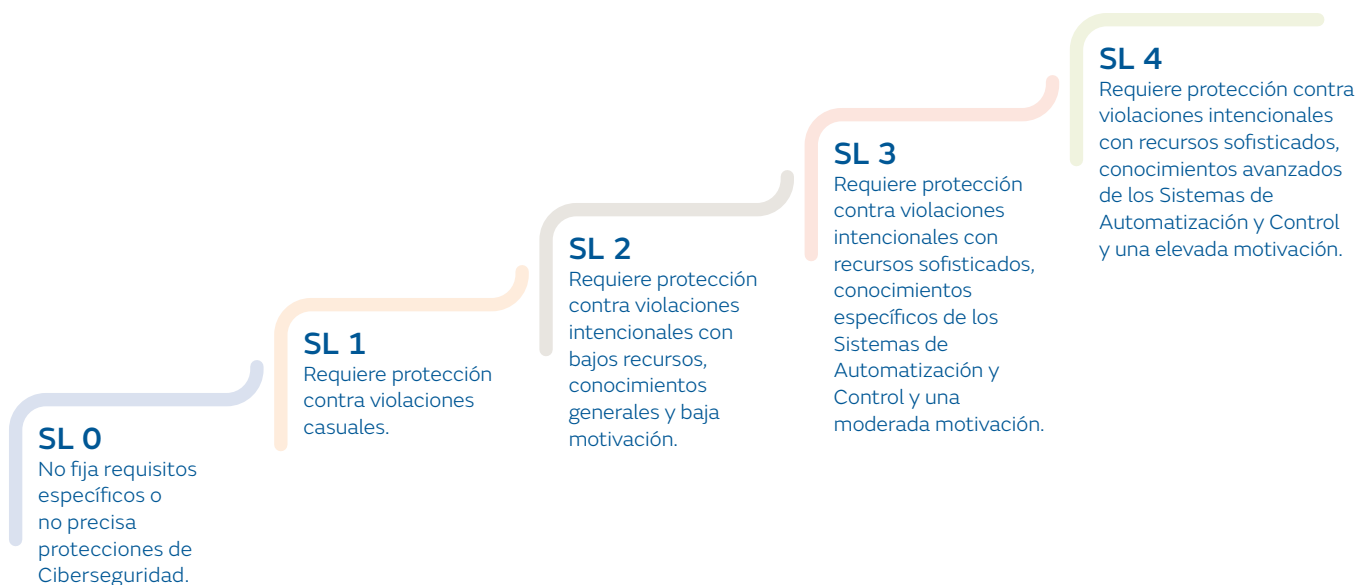 SL 0
No fija requisitos
específicos o
no precisa
protecciones de
Ciberseguridad.
SL 1
Requiere protección
contra violaciones
casuales.
SL 2
Requiere protección
contra violaciones
intencionales con
bajos recursos,
conocimientos
generales y baja
motivación.
SL 3
Requiere protección
contra violaciones
intencionales con
recursos sofisticados,
conocimientos
específicos de los
Sistemas de
Automatización y
Control y una
moderada motivación.
SL 4
Requiere protección contra
violaciones intencionales
con recursos sofisticados,
conocimientos avanzados
de los Sistemas de
Automatización y Control
y una elevada motivación.